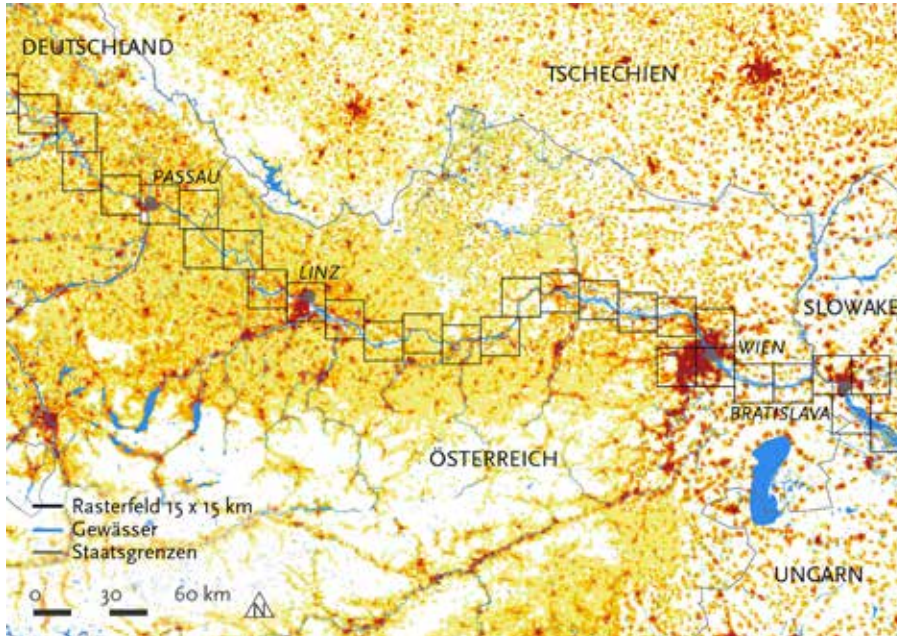 DEUTSCHLAND
TSCHECHIEN
PASSAU
LINZ
SLOWAKE
WIEN
BRATISLAVA
ÖSTERREICH
Rasterfeld 15 x 15 km
Gewässer
Staatsgrenzen
UNGARN
0 30 60 km
N